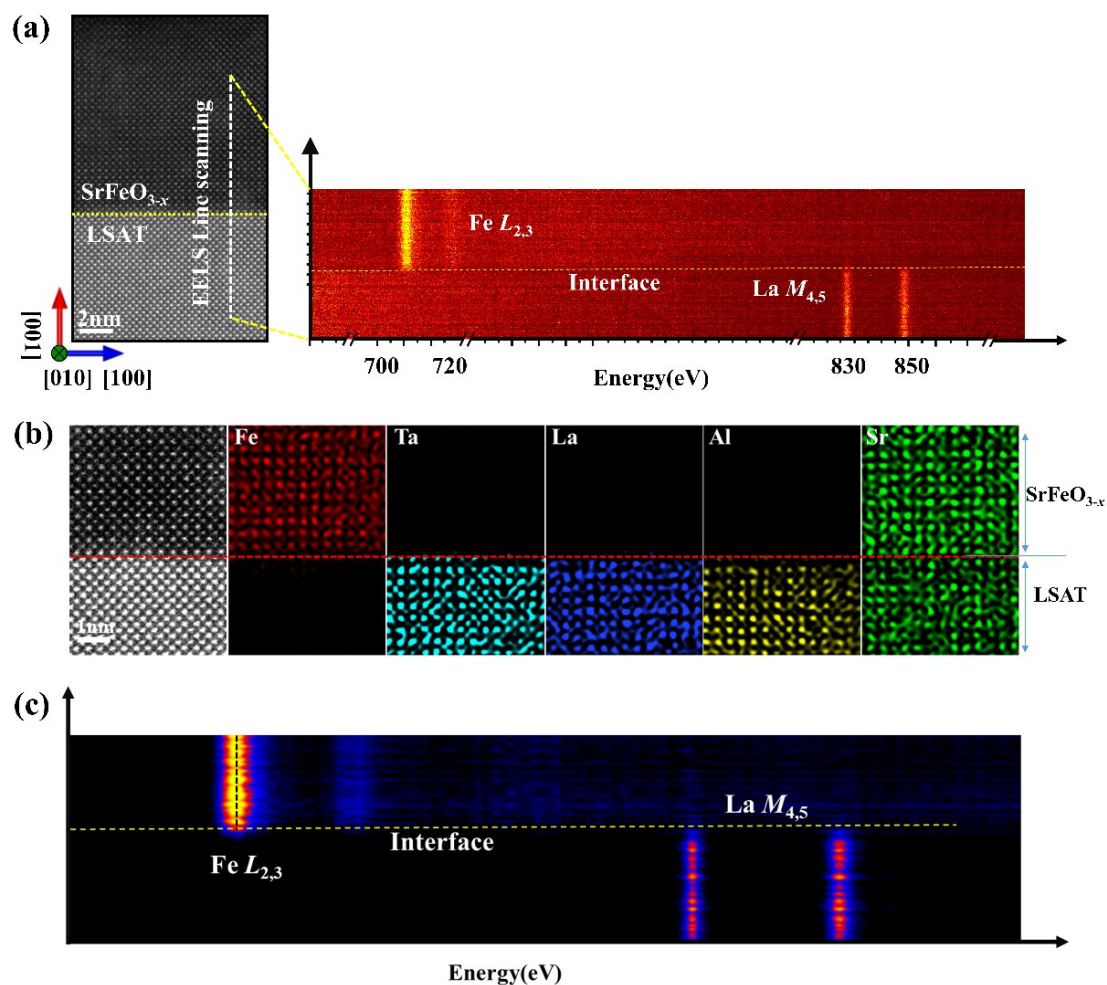 (a)
EELS Line scanning
SrFeO3-x
LSAT
2nm
[1̄00]
[010] [100]
Fe L2,3
Interface
La M4,5
700 720 830 850
Energy(eV)
(b)
Fe Ta La Al Sr
SrFeO3-x
LSAT
1nm
(c)
La M4,5
Interface
Fe L2,3
Energy(eV)